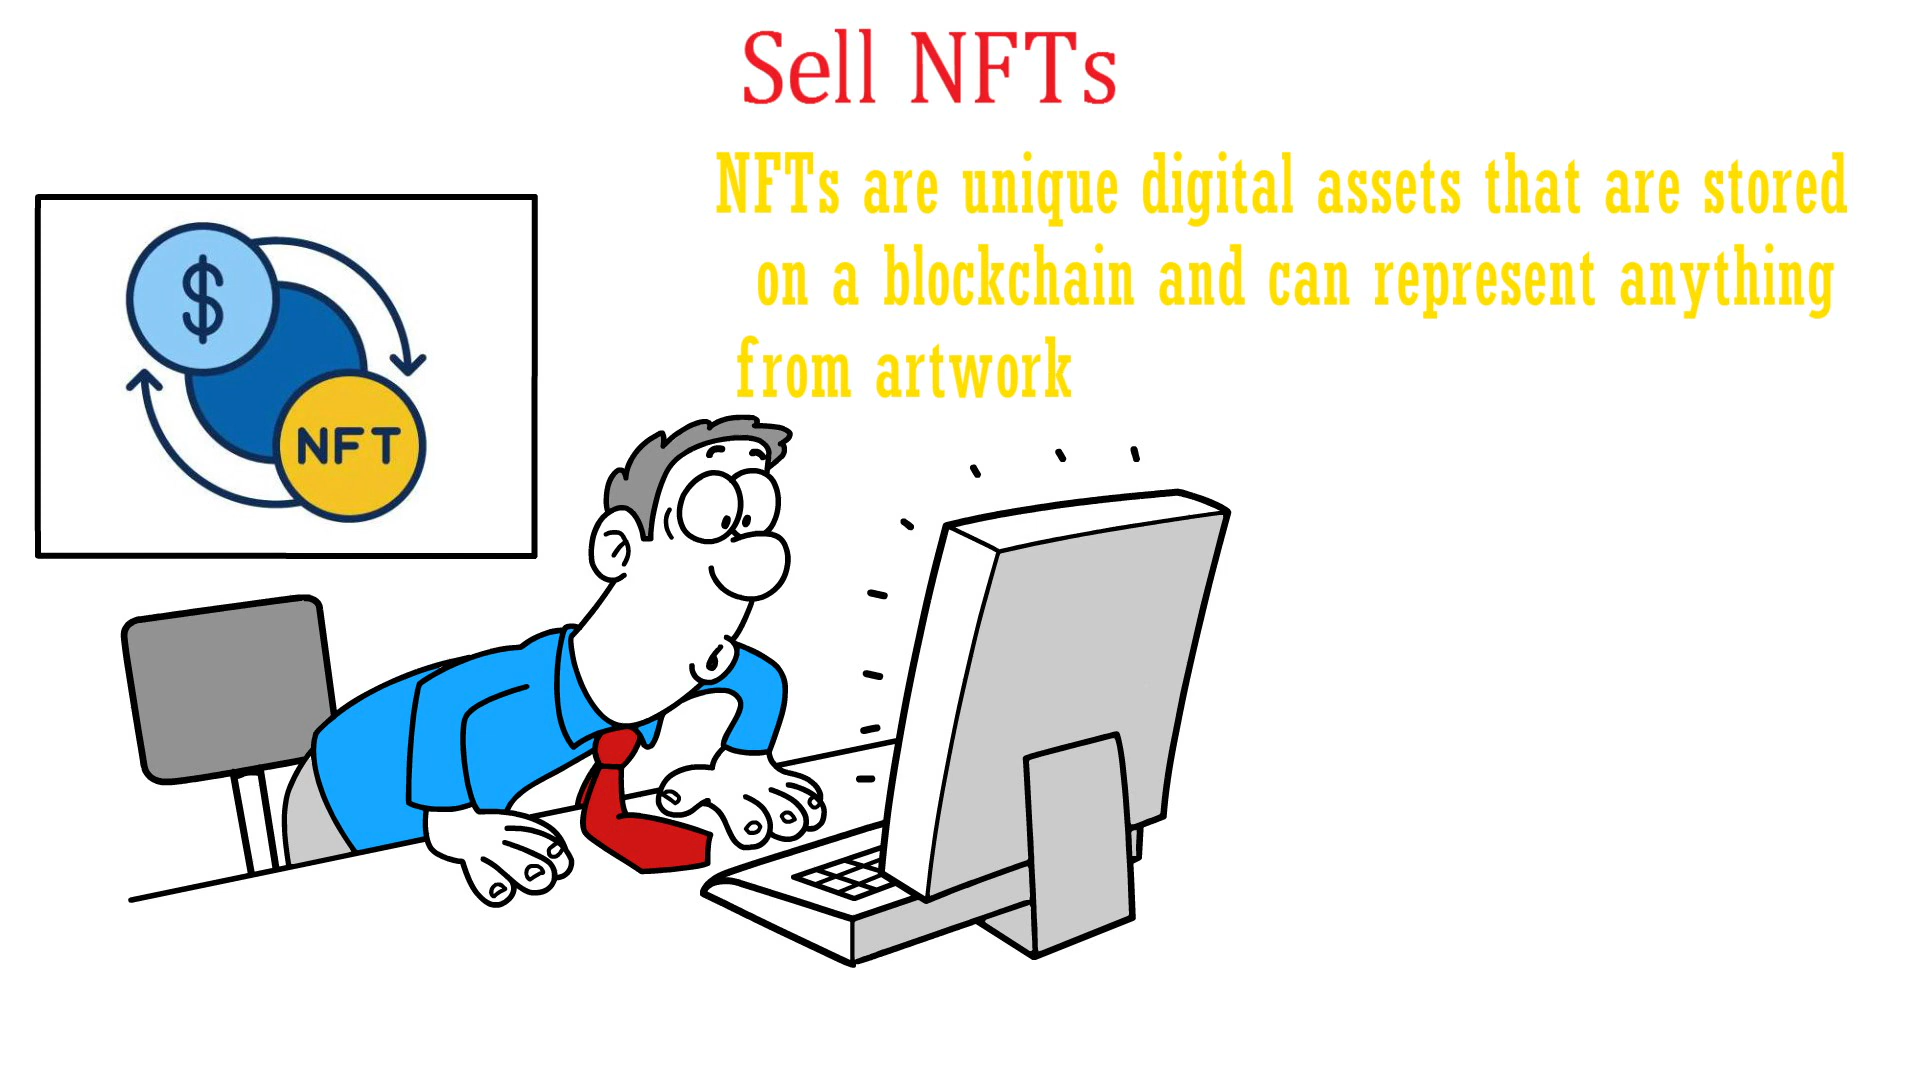 Sell NFTs
NFTs are unique digital assets that are stored
on a blockchain and can represent anything
from artwork
$
NFT